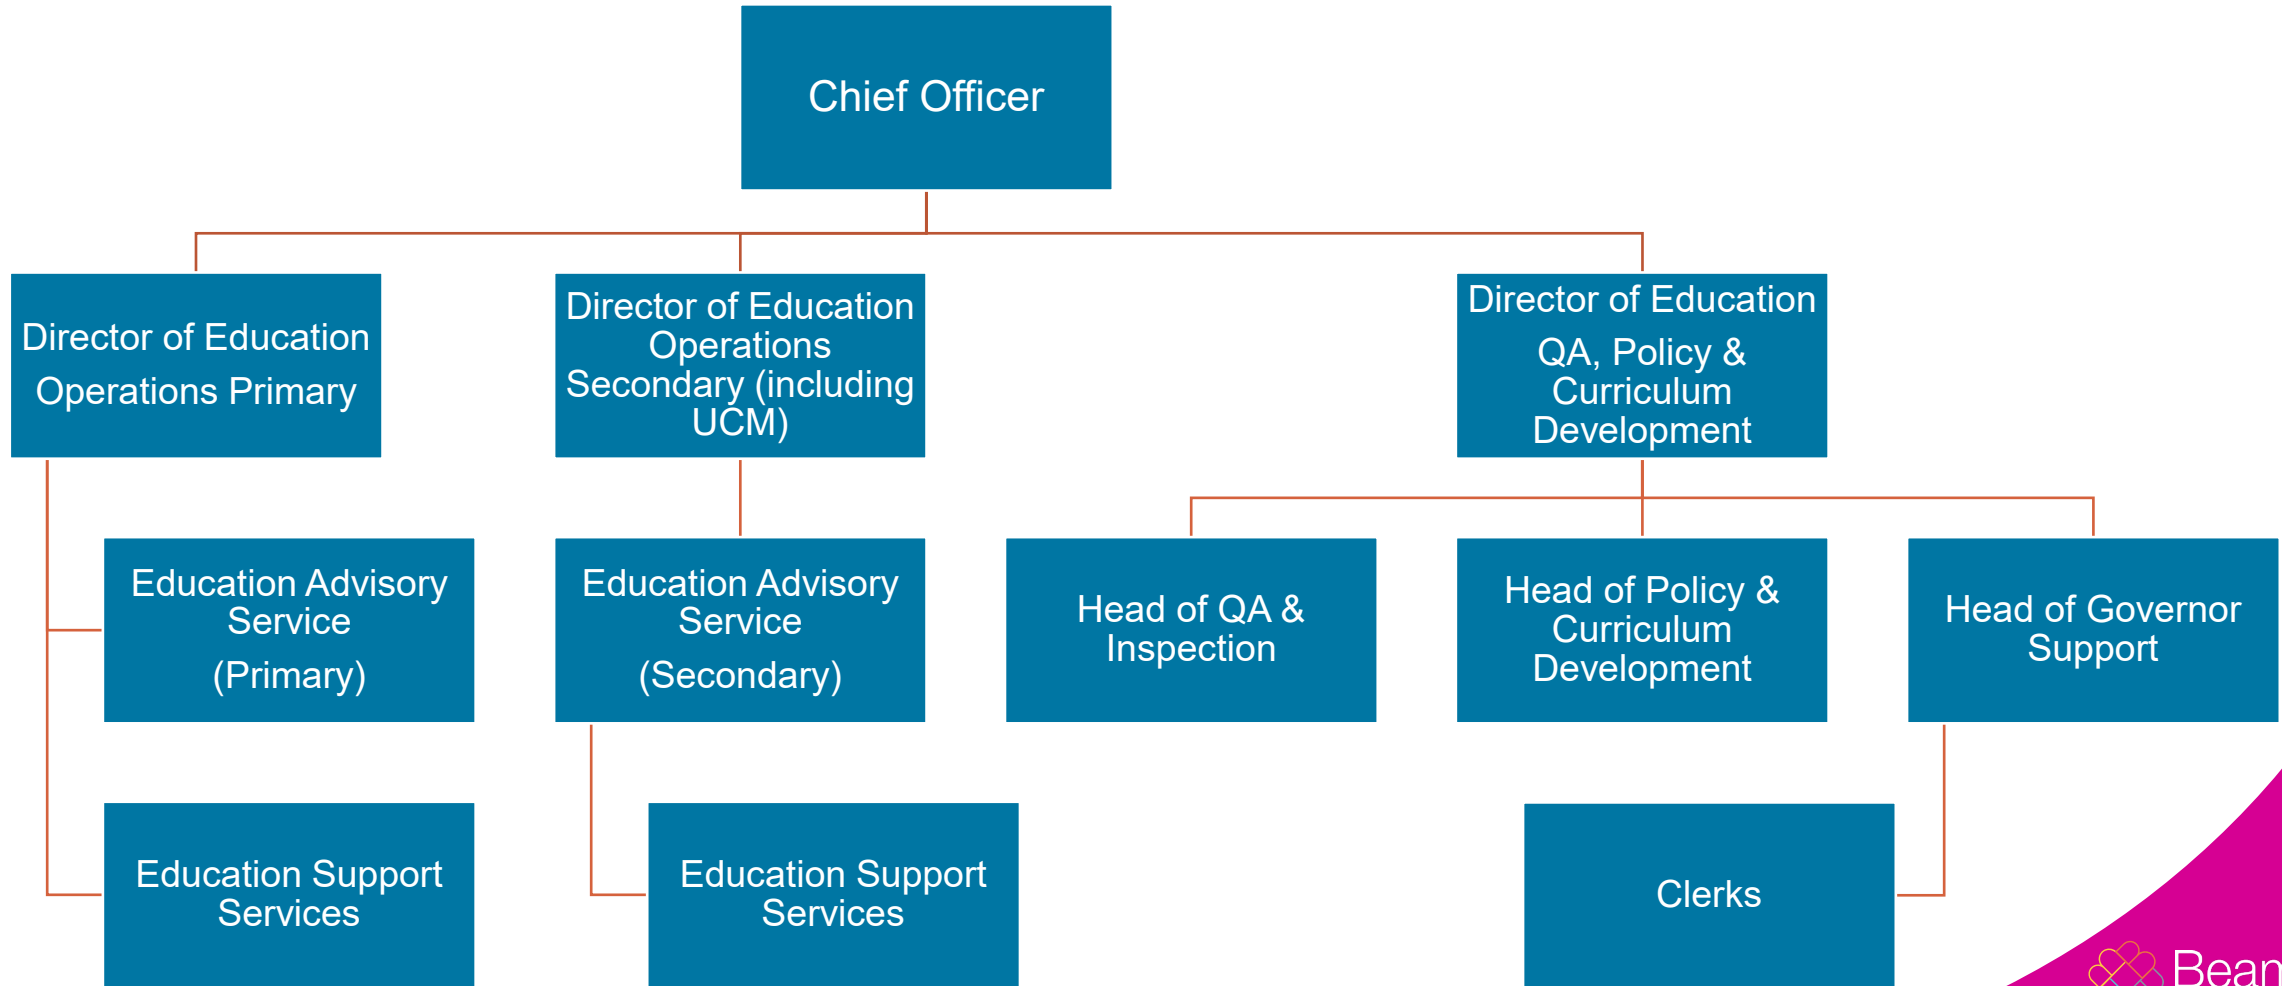 Chief Officer
Director of Education
Operations Primary
Director of Education
Operations
Secondary (including
UCM)
Director of Education
QA, Policy &
Curriculum
Development
Education Advisory
Service
(Primary)
Education Advisory
Service
(Secondary)
Head of QA &
Inspection
Head of Policy &
Curriculum
Development
Head of Governor
Support
Education Support
Services
Education Support
Services
Clerks